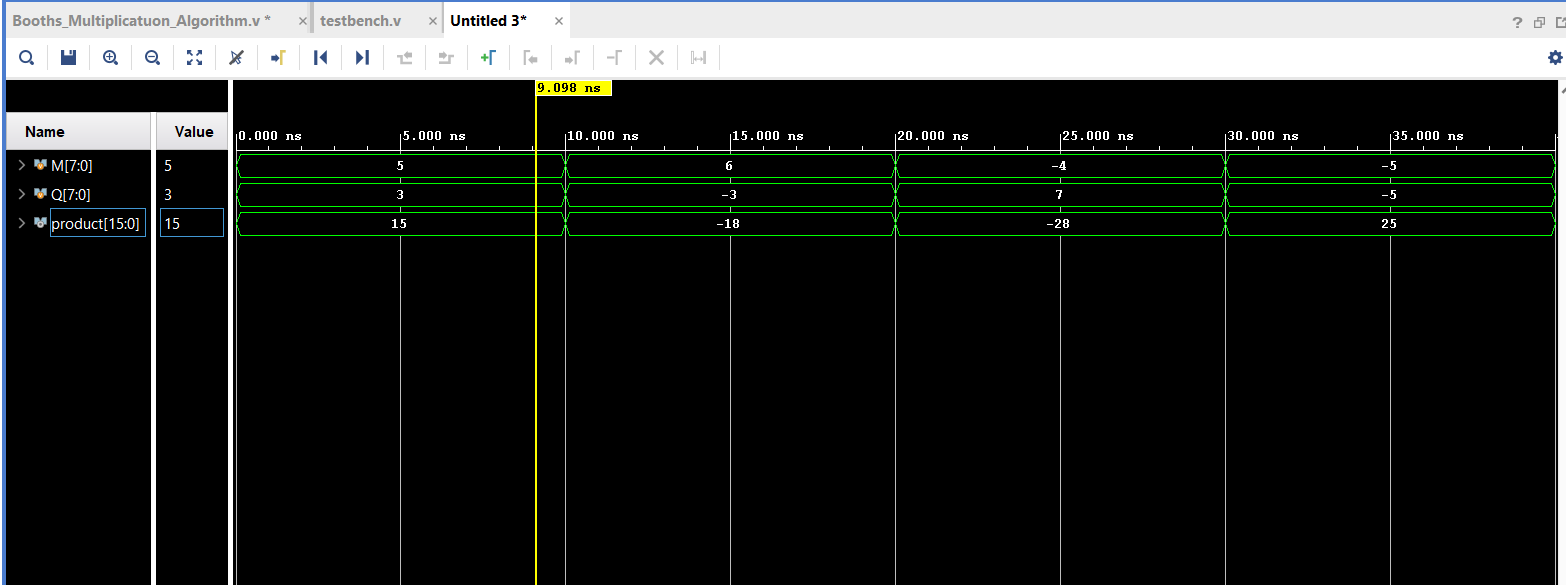 Booths_Multiplicatuon_Algorithm.v * × testbench.v × Untitled 3* × ?
9.098 ns
Name Value
0.000 ns 5.000 ns 10.000 ns 15.000 ns 20.000 ns 25.000 ns 30.000 ns 35.000 ns
M[7:0] 5 5 6 -4 -5
Q[7:0] 3 3 -3 7 -5
product[15:0] 15 15 -18 -28 25